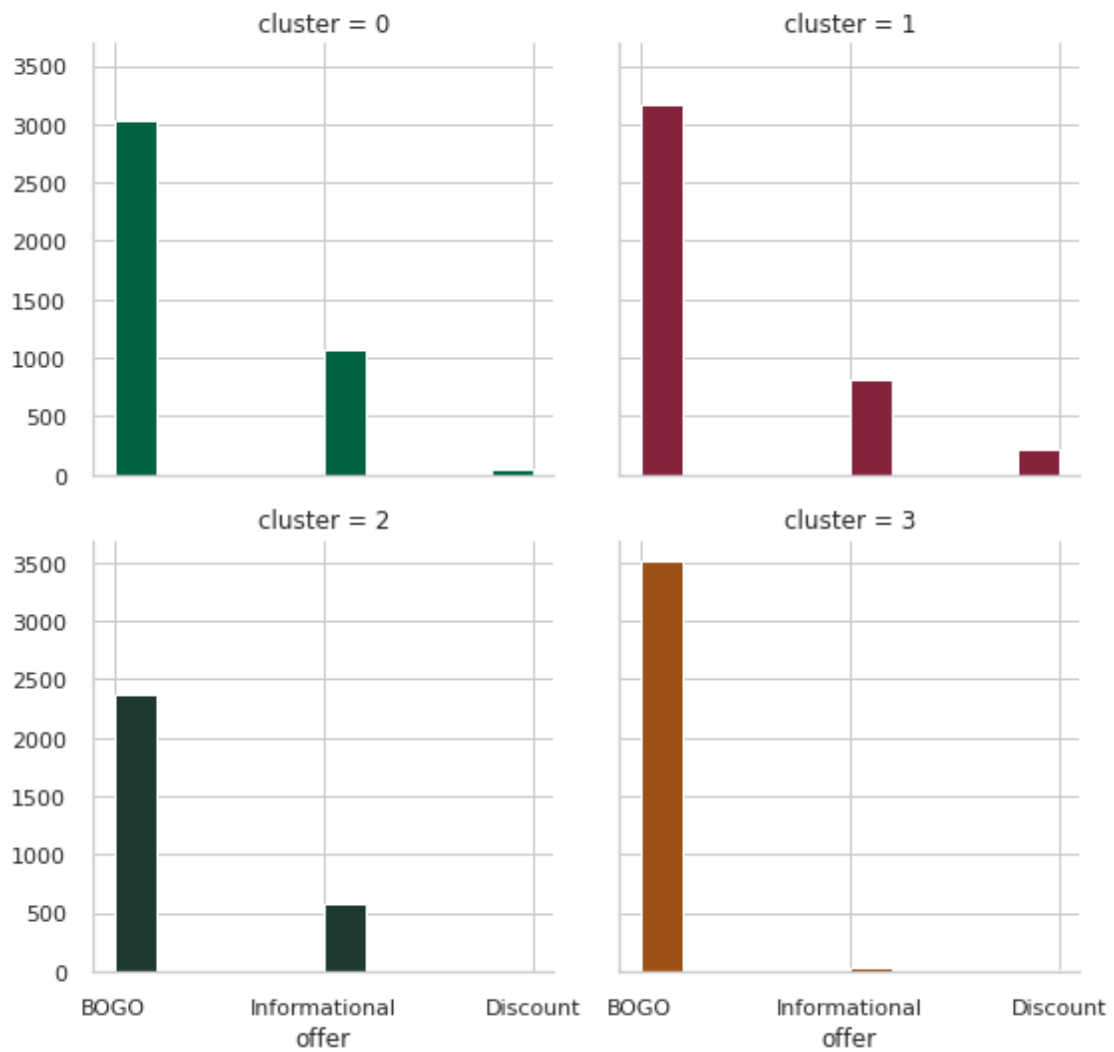 cluster = 0
cluster = 1
3500
3000
2500
2000
1500
1000
500
0
cluster = 2
cluster = 3
3500
3000
2500
2000
1500
1000
500
0
BOGO Informational Discount BOGO Informational Discount
offer offer